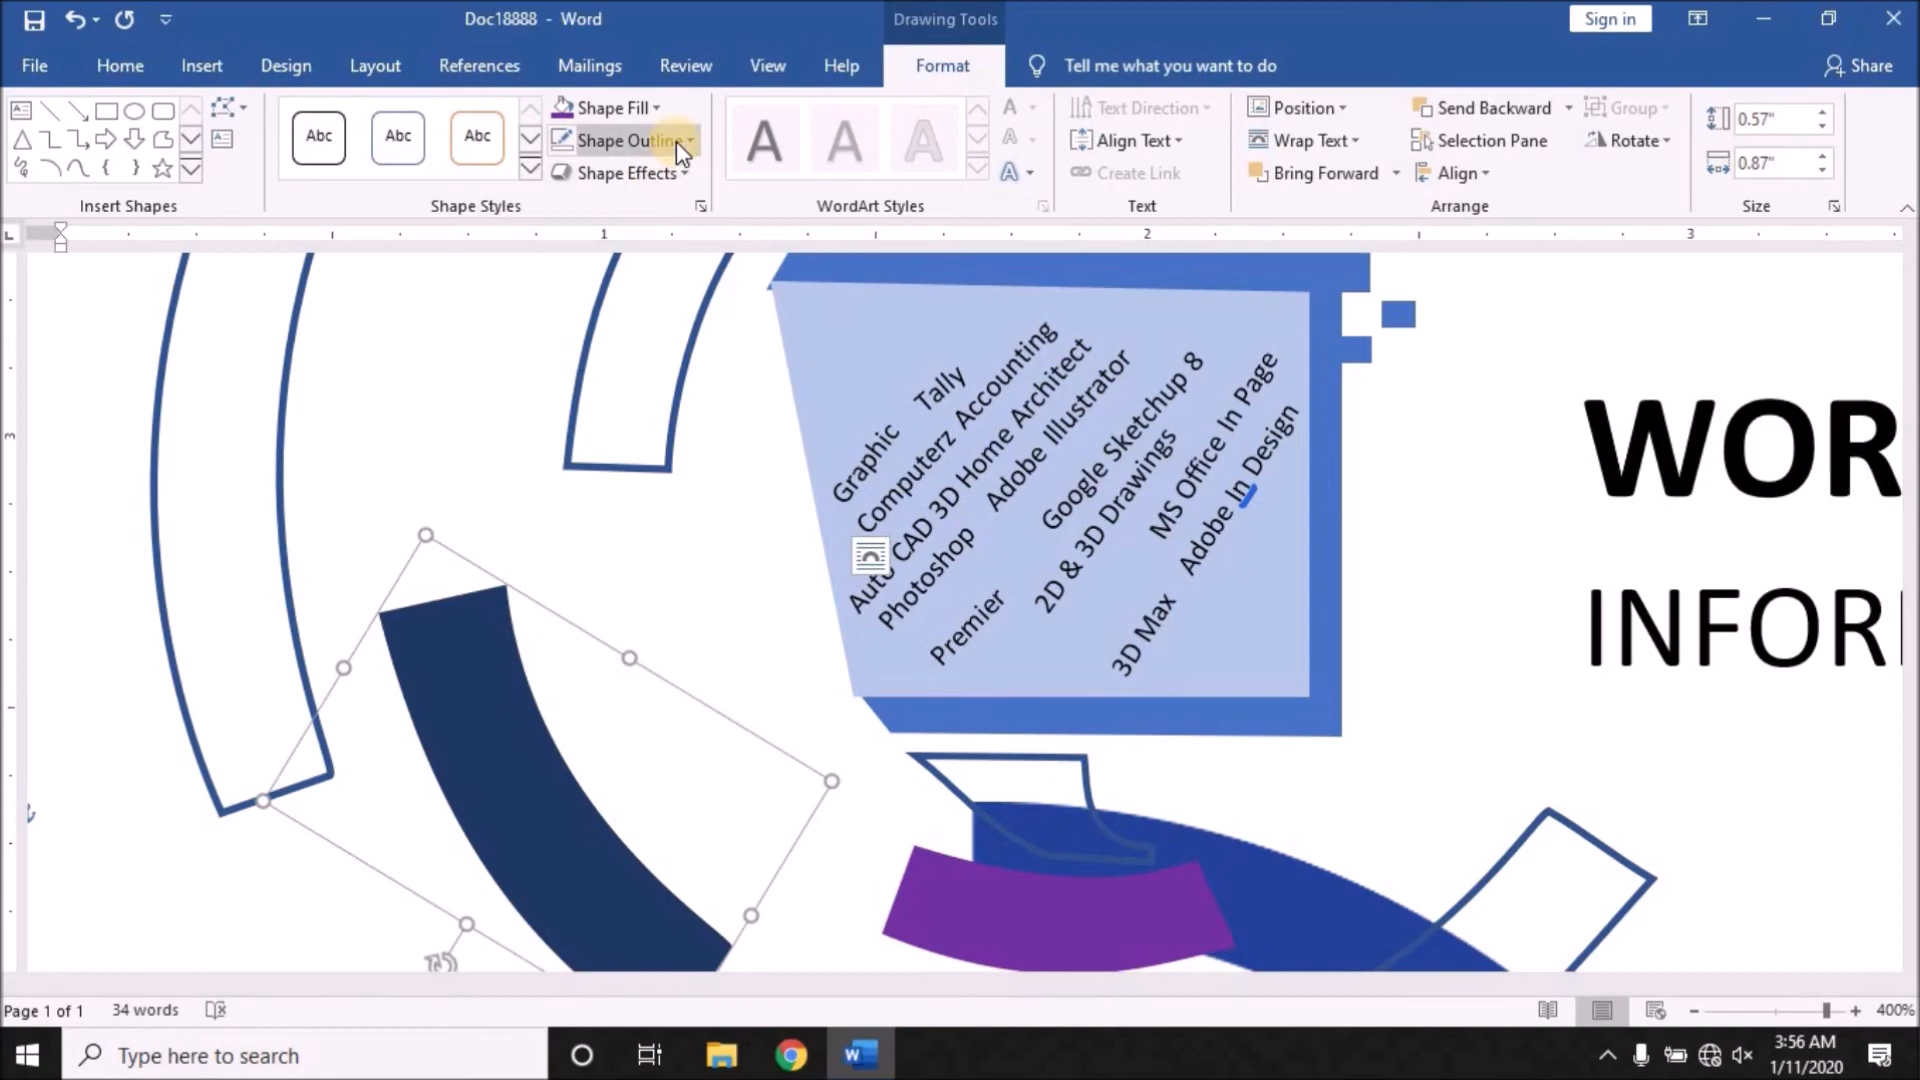 Doc18888 - Word
Drawing Tools
Sign in
File Home Insert Design Layout References Mailings Review View Help Format Tell me what you want to do Share
Abc Abc Abc
Shape Fill
Shape Outline
Shape Effects
A A A
A
A
A
Text Direction
Align Text
Create Link
Position
Wrap Text
Bring Forward
Send Backward
Selection Pane
Align
Group
Rotate
0.57"
0.87"
Insert Shapes Shape Styles WordArt Styles Text Arrange Size
1 2 3
3
Tally
Graphic
Computerz Accounting
Auto CAD 3D Home Architect
Photoshop
Adobe Illustrator
Premier
Google Sketchup 8
2D & 3D Drawings
MS Office In Page
3D Max
Adobe In Design
WOR
INFOR
Page 1 of 1 34 words 400%
Type here to search
3:56 AM
1/11/2020